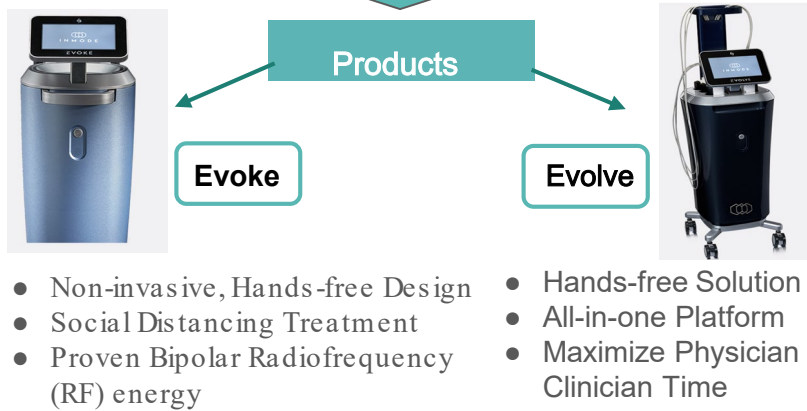 Products
INMODE
EVOKE
INMODE
EVOLVE
Evoke
Evolve
● Non-invasive, Hands-free Design
● Social Distancing Treatment
● Proven Bipolar Radiofrequency
(RF) energy
● Hands-free Solution
● All-in-one Platform
● Maximize Physician
Clinician Time